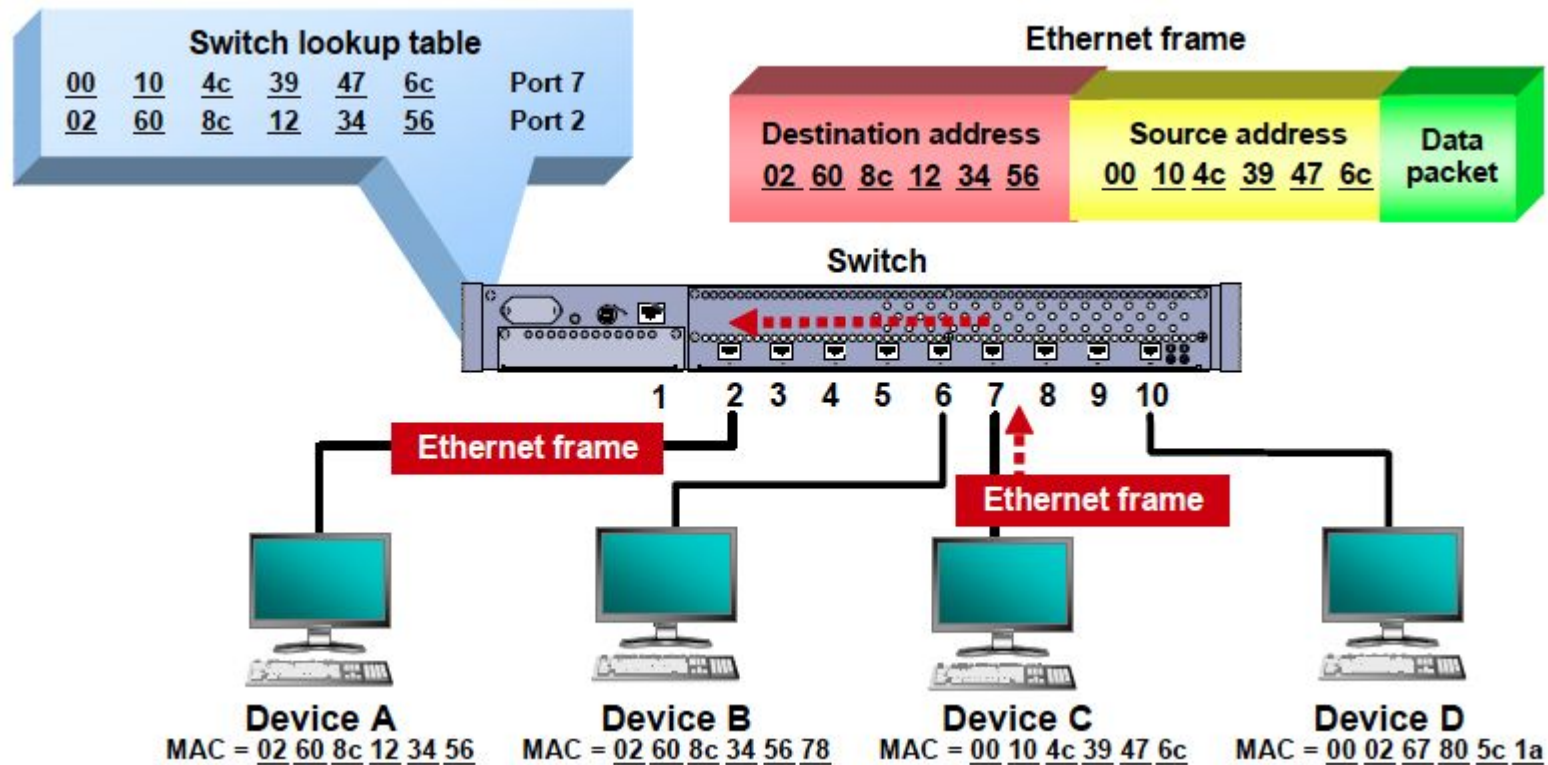 Switch lookup table
00 10 4c 39 47 6c Port 7
02 60 8c 12 34 56 Port 2
Ethernet frame
Destination address
02 60 8c 12 34 56
Source address
00 10 4c 39 47 6c
Data
packet
Switch
1 2 3 4 5 6 7 8 9 10
Ethernet frame
Ethernet frame
Device A
MAC = 02 60 8c 12 34 56
Device B
MAC = 02 60 8c 34 56 78
Device C
MAC = 00 10 4c 39 47 6c
Device D
MAC = 00 02 67 80 5c 1a